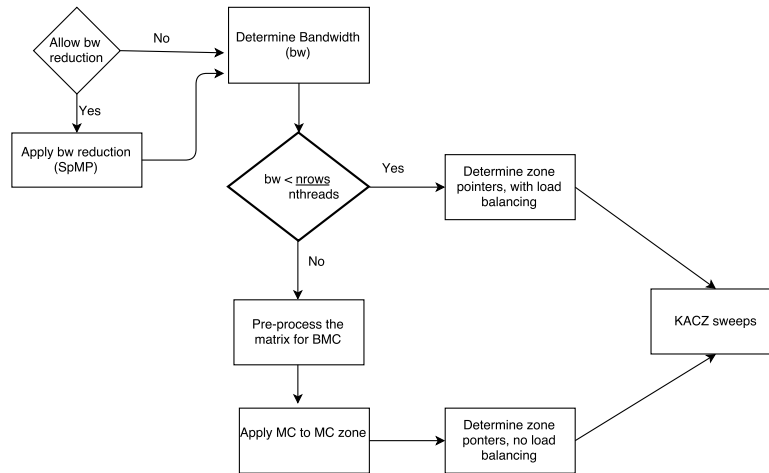 Allow bw
reduction
No
Yes
Apply bw reduction
(SpMP)
Determine Bandwidth
(bw)
bw < nrows
nthreads
Yes
Determine zone
pointers, with load
balancing
No
Pre-process the
matrix for BMC
KACZ sweeps
Apply MC to MC zone
Determine zone
ponters, no load
balancing